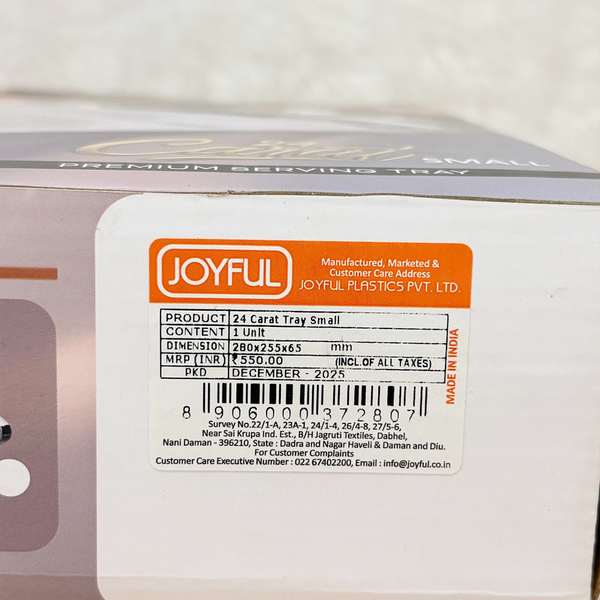 SMALL
PREMIUM SERVING TRAY
JOYFUL
Manufactured, Marketed &
Customer Care Address
JOYFUL PLASTICS PVT. LTD.
PRODUCT 24 Carat Tray Small
CONTENT 1 Unit
DIMENSION 280x255x65 mm
MRP (INR) ₹550.00 (INCL.OF ALL TAXES)
PKD DECEMBER - 2025
MADE IN INDIA
8 906000 372807
Survey No.22/1-A, 23A-1, 24/1-4, 26/4-8, 27/5-6,
Near Sai Krupa Ind. Est., B/H Jagruti Textiles, Dabhel,
Nani Daman - 396210, State : Dadra and Nagar Haveli & Daman and Diu.
For Customer Complaints
Customer Care Executive Number : 022 67402200, Email : info@joyful.co.in